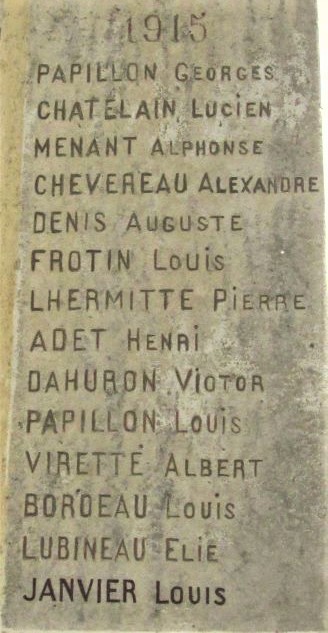 1915
PAPILLON GEORGES
CHATELAIN LUCIEN
MENANT ALPHONSE
CHEVEREAU ALEXANDRE
DENIS AUGUSTE
FROTIN LOUIS
LHERMITTE PIERRE
ADET HENRI
DAHURON VICTOR
PAPILLON LOUIS
VIRETTE ALBERT
BORDEAU LOUIS
LUBINEAU ELIE
JANVIER LOUIS